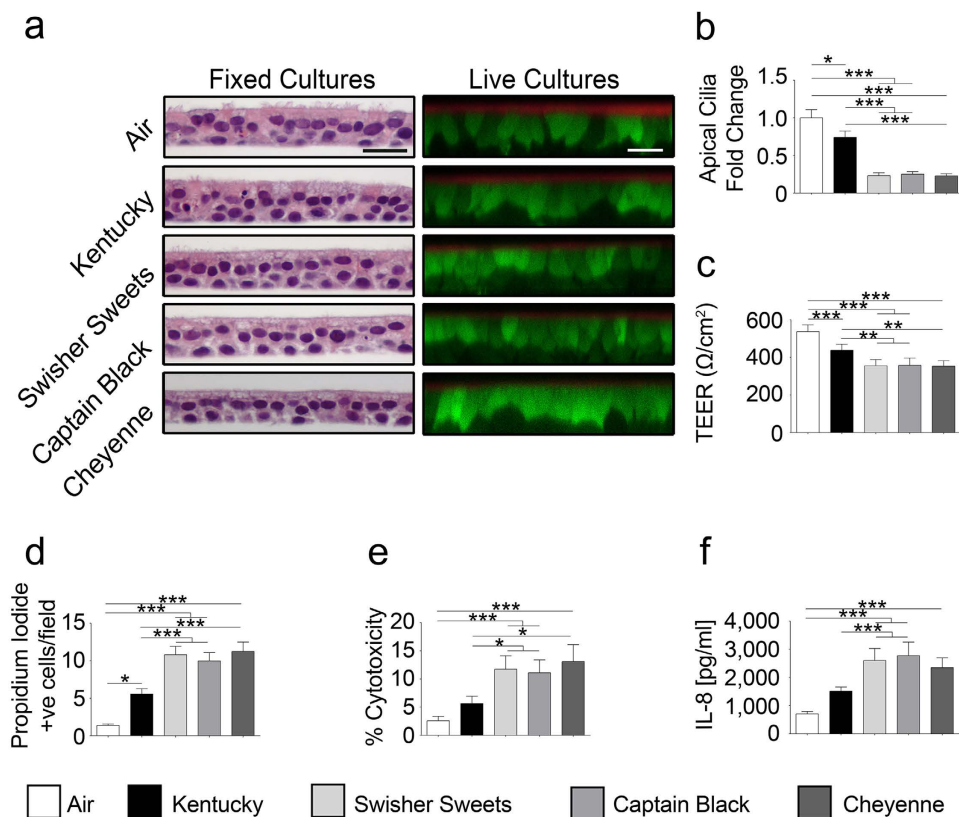 a
Fixed Cultures
Live Cultures
Air
Kentucky
Swisher Sweets
Captain Black
Cheyenne
b
Apical Cilia
Fold Change
1.5
1.0
0.5
0
*
***
***
***
***
c
TEER (Ω/cm²)
600
400
200
0
***
***
***
**
**
d
Propidium Iodide
+ve cells/field
15
10
5
0
***
***
***
***
*
e
% Cytotoxicity
20
15
10
5
0
***
***
*
*
f
IL-8 [pg/ml]
4,000
3,000
2,000
1,000
0
***
***
***
Air
Kentucky
Swisher Sweets
Captain Black
Cheyenne